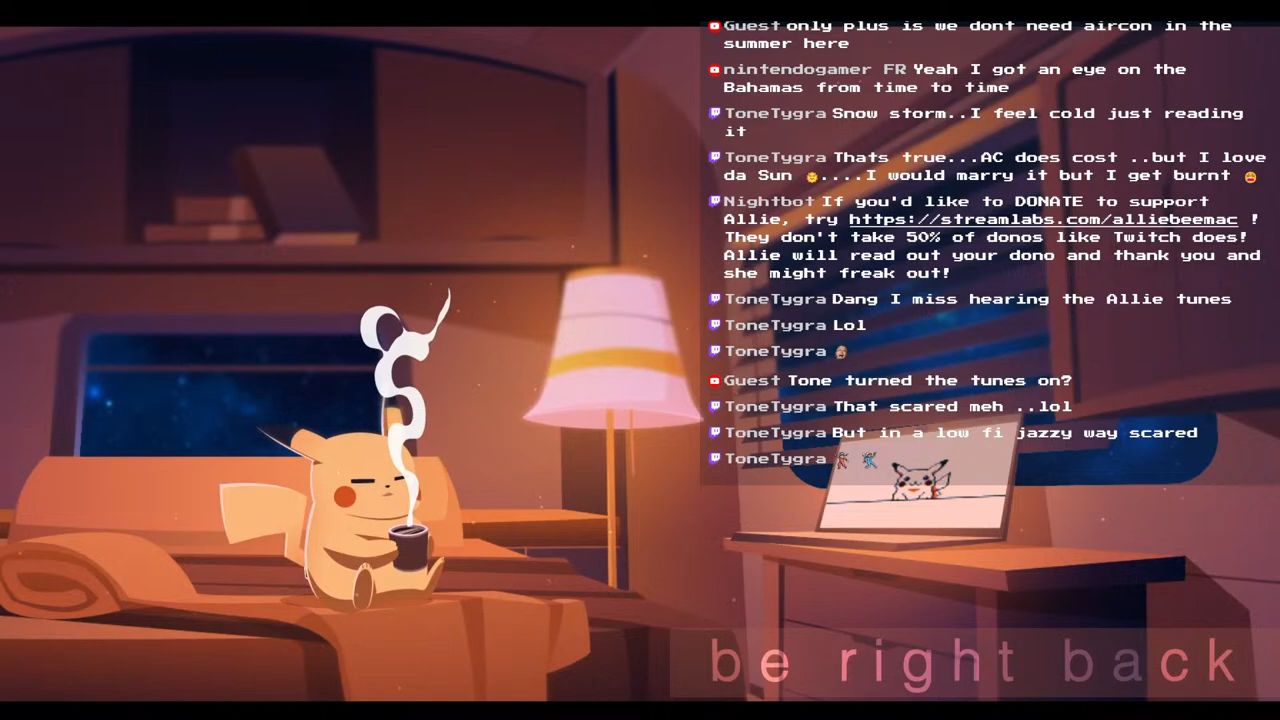 Guest only plus is we dont need aircon in the
summer here
nintendogamer FR Yeah I got an eye on the
Bahamas from time to time
ToneTygra Snow storm..I feel cold just reading
it
ToneTygra Thats true...AC does cost ..but I love
da Sun 🌞....I would marry it but I get burnt 😩
Nightbot If you'd like to DONATE to support
Allie, try https://streamlabs.com/alliebeemac !
They don't take 50% of donos like Twitch does!
Allie will read out your dono and thank you and
she might freak out!
ToneTygra Dang I miss hearing the Allie tunes
ToneTygra Lol
ToneTygra
Guest Tone turned the tunes on?
ToneTygra That scared meh ..lol
ToneTygra But in a low fi jazzy way scared
ToneTygra
be right back